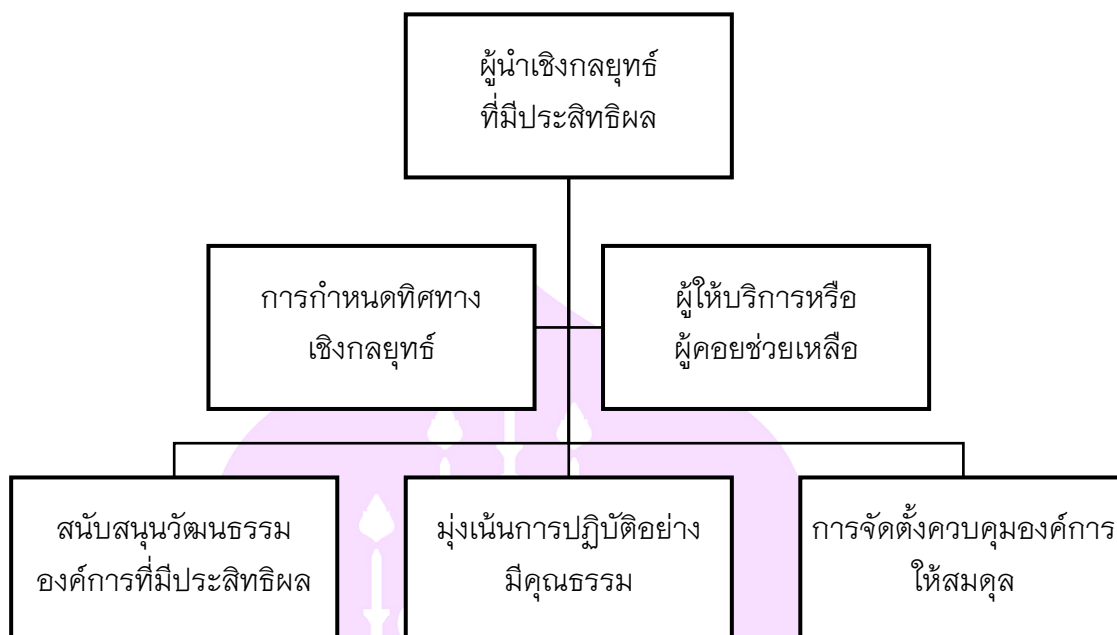 ผู้นำเชิงกลยุทธ์
ที่มีประสิทธิผล
การกำหนดทิศทาง
เชิงกลยุทธ์
ผู้ให้บริการหรือ
ผู้คอยช่วยเหลือ
สนับสนุนวัฒนธรรม
องค์การที่มีประสิทธิผล
มุ่งเน้นการปฏิบัติอย่าง
มีคุณธรรม
การจัดตั้งควบคุมองค์การ
ให้สมดุล